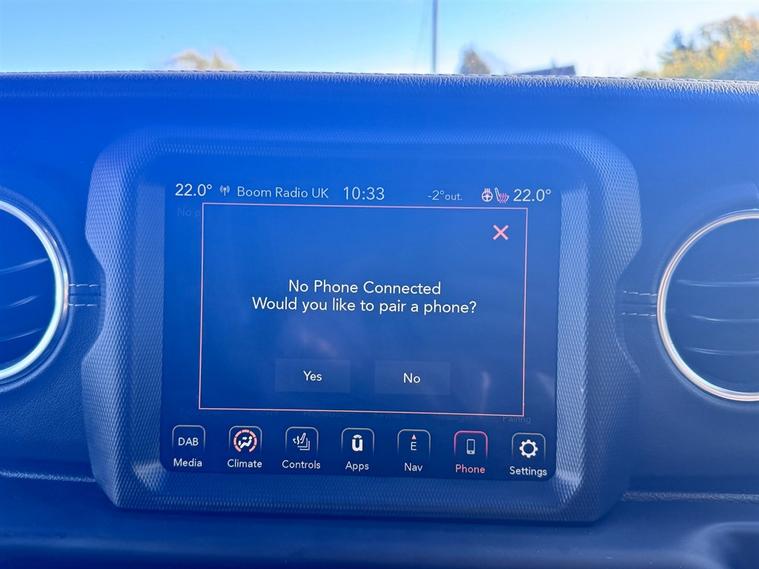 22.0° Boom Radio UK 10:33 -2°out. 22.0°
No Phone Connected
Would you like to pair a phone?
Yes No
Pairing
DAB û E
Media Climate Controls Apps Nav Phone Settings